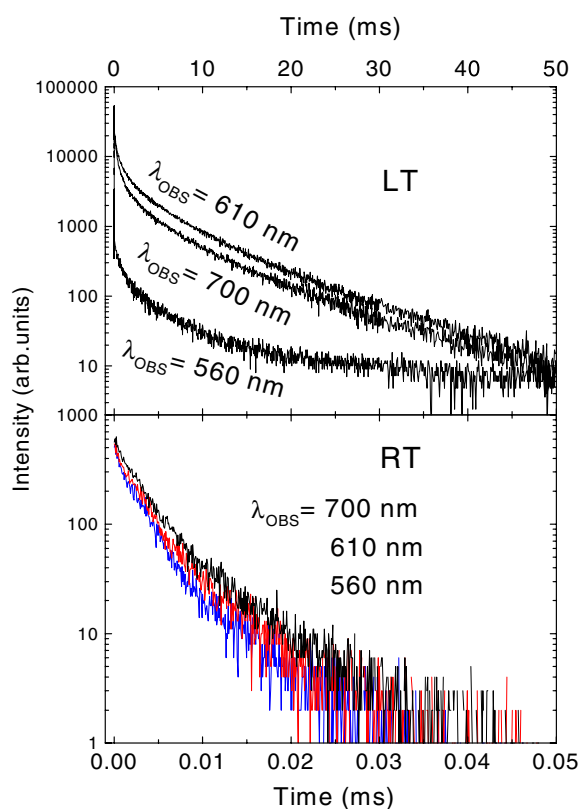 Time (ms)
0 10 20 30 40 50
100000
10000
1000
100
10
LT
λOBS= 610 nm
λOBS= 700 nm
λOBS= 560 nm
Intensity (arb.units)
1000
100
10
1
RT
λOBS= 700 nm
610 nm
560 nm
0.00 0.01 0.02 0.03 0.04 0.05
Time (ms)